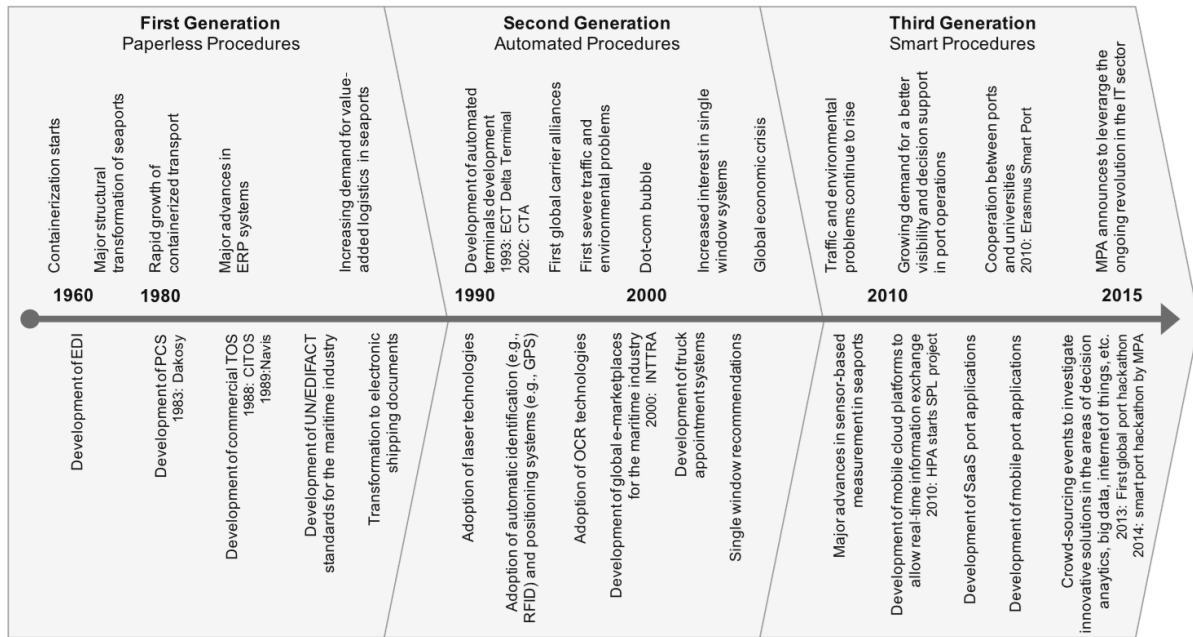 First Generation
Paperless Procedures
Second Generation
Automated Procedures
Third Generation
Smart Procedures
Containerization starts
Major structural
transformation of seaports
Rapid growth of
containerized transport
Major advances in
ERP systems
Increasing demand for value-
added logistics in seaports
Development of automated
terminals development
1993: ECT Delta Terminal
2002: CTA
First global carrier alliances
First severe traffic and
environmental problems
Dot-com bubble
Increased interest in single
window systems
Global economic crisis
Traffic and environmental
problems continue to rise
Growing demand for a better
visibility and decision support
in port operations
Cooperation between ports
and universities
2010: Erasmus Smart Port
MPA announces to leverarge the
ongoing revolution in the IT sector
1960
1980
1990
2000
2010
2015
Development of EDI
Development of PCS
1983: Dakosy
Development of commercial TOS
1988: CITOS
1989:Navis
Development of UN/EDIFACT
standards for the maritime industry
Transformation to electronic
shipping documents
Adoption of laser technologies
Adoption of automatic identification (e.g.,
RFID) and positioning systems (e.g., GPS)
Adoption of OCR technologies
Development of global e-marketplaces
for the maritime industry
2000: INTTRA
Development of truck
appointment systems
Single window recommendations
Major advances in sensor-based
measurement in seaports
Development of mobile cloud platforms to
allow real-time information exchange
2010: HPA starts SPL project
Development of SaaS port applications
Development of mobile port applications
Crowd-sourcing events to investigate
innovative solutions in the areas of decision
anaytics, big data, internet of things, etc.
2013: First global port hackathon
2014: smart port hackathon by MPA